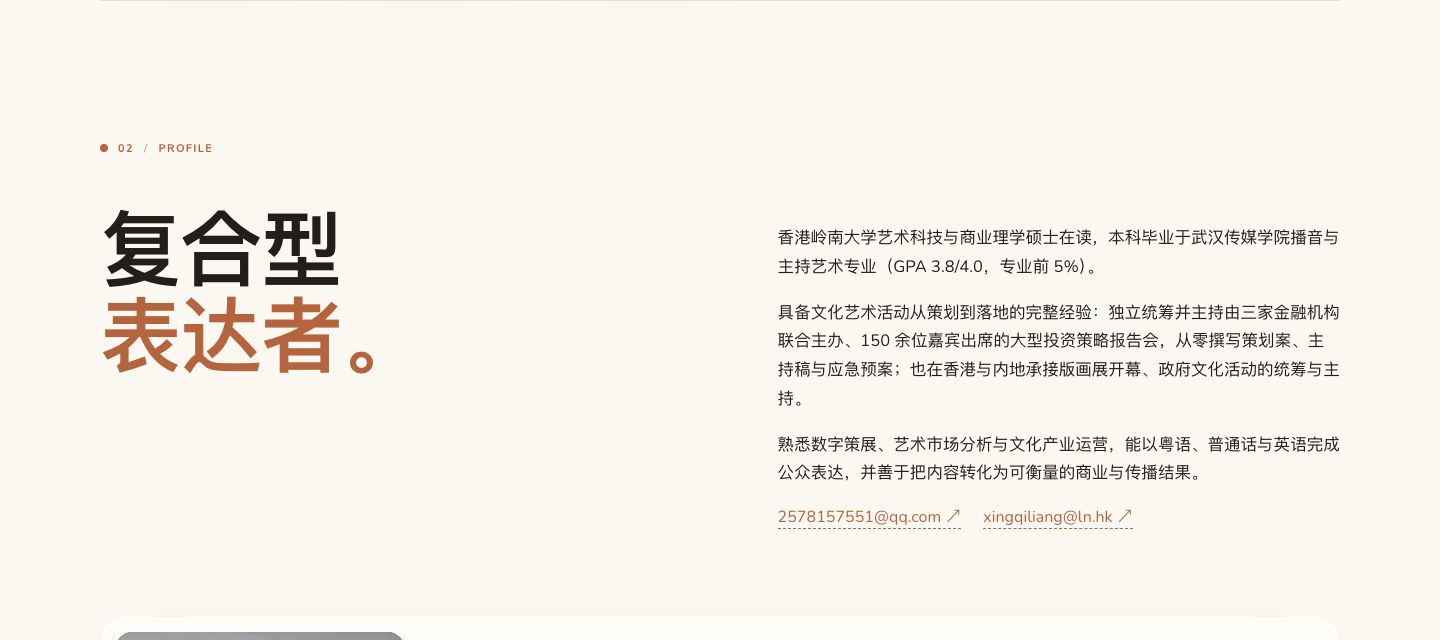 02 / PROFILE
复合型
表达者。
香港岭南大学艺术科技与商业理学硕士在读，本科毕业于武汉传媒学院播音与
主持艺术专业（GPA 3.8/4.0，专业前 5%）。
具备文化艺术活动从策划到落地的完整经验：独立统筹并主持由三家金融机构
联合主办、150 余位嘉宾出席的大型投资策略报告会，从零撰写策划案、主
持稿与应急预案；也在香港与内地承接版画展开幕、政府文化活动的统筹与主
持。
熟悉数字策展、艺术市场分析与文化产业运营，能以粤语、普通话与英语完成
公众表达，并善于把内容转化为可衡量的商业与传播结果。
2578157551@qq.com ↗ xingqiliang@ln.hk ↗